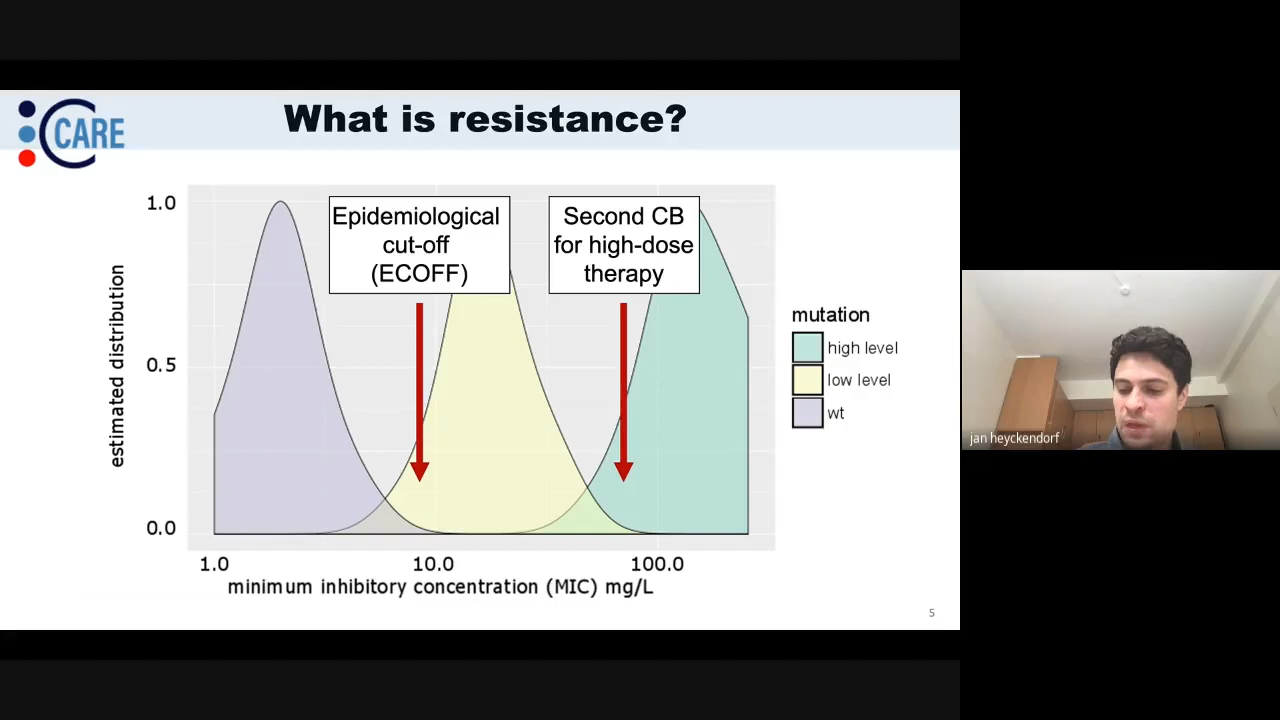 CARE
What is resistance?
1.0
0.5
0.0
estimated distribution
Epidemiological
cut-off
(ECOFF)
Second CB
for high-dose
therapy
mutation
high level
low level
wt
1.0
10.0
100.0
minimum inhibitory concentration (MIC) mg/L
5
jan heyckendorf